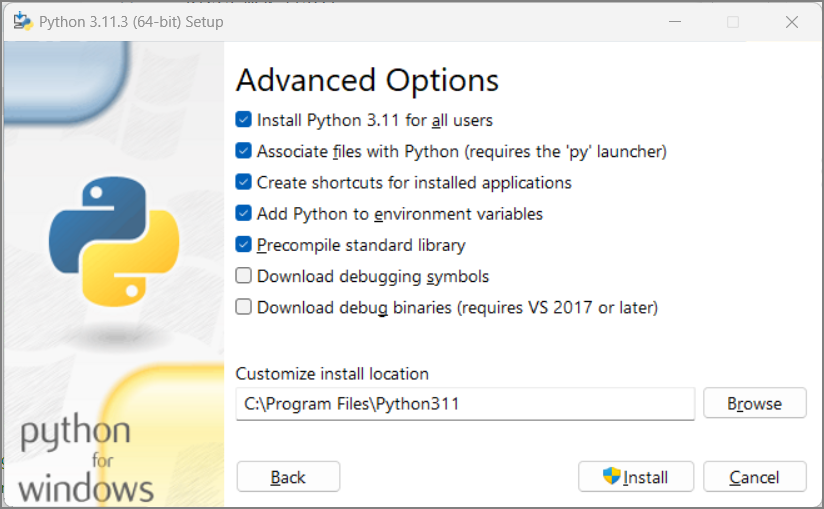 Python 3.11.3 (64-bit) Setup
Advanced Options
Install Python 3.11 for all users
Associate files with Python (requires the 'py' launcher)
Create shortcuts for installed applications
Add Python to environment variables
Precompile standard library
Download debugging symbols
Download debug binaries (requires VS 2017 or later)
Customize install location
C:\Program Files\Python311
Browse
python
for
windows
Back
Install
Cancel